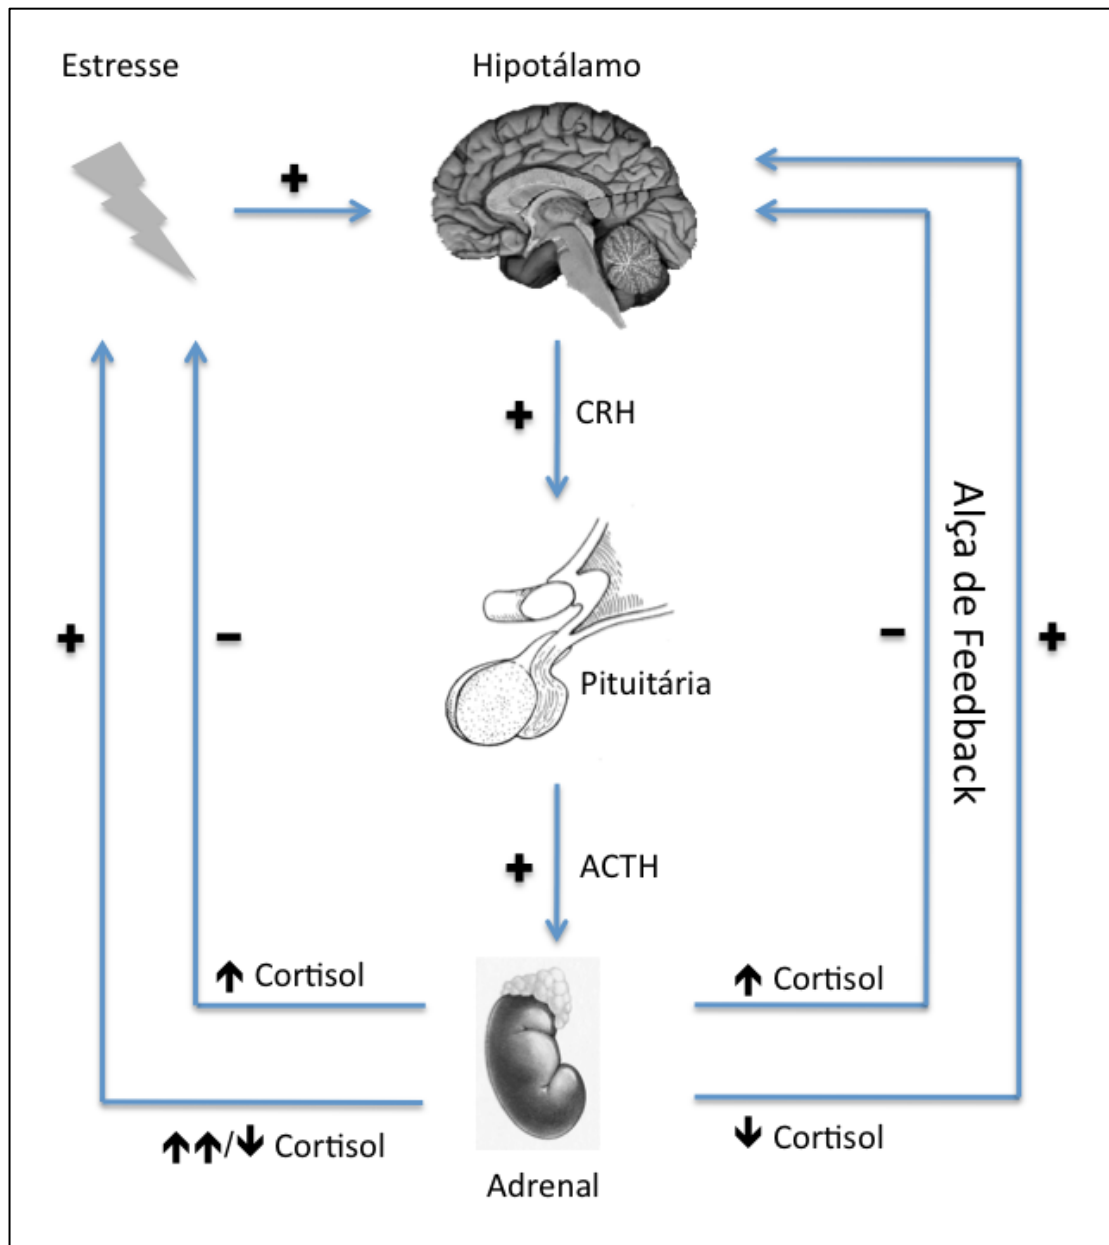 Estresse
Hipotálamo
+
+ CRH
+
-
Pituitária
-
Alça de Feedback
+
+ ACTH
↑ Cortisol
↑ Cortisol
↑↑/↓ Cortisol
↓ Cortisol
Adrenal